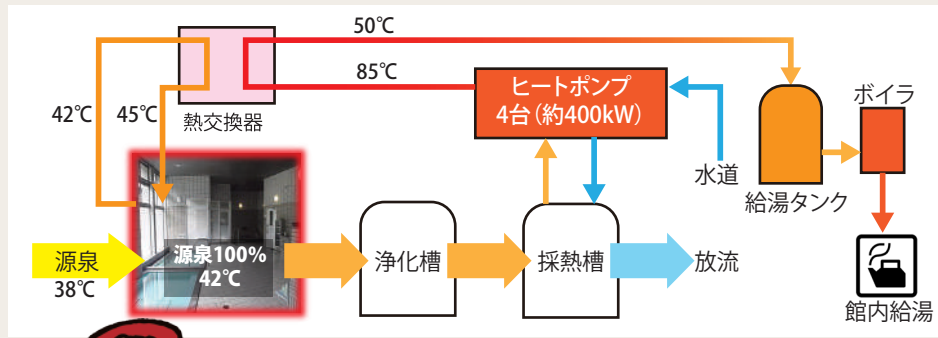 50℃
85℃
42℃
45℃
熱交換器
ヒートポンプ
4台(約400kW)
水道
ボイラ
給湯タンク
源泉
38℃
源泉100%
42℃
浄化槽
採熱槽
放流
館内給湯